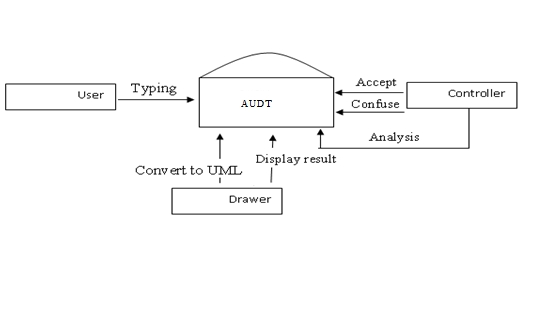 Accept
Typing
User
Controller
AUDT
Confuse
Analysis
Display result
Convert to UML
Drawer